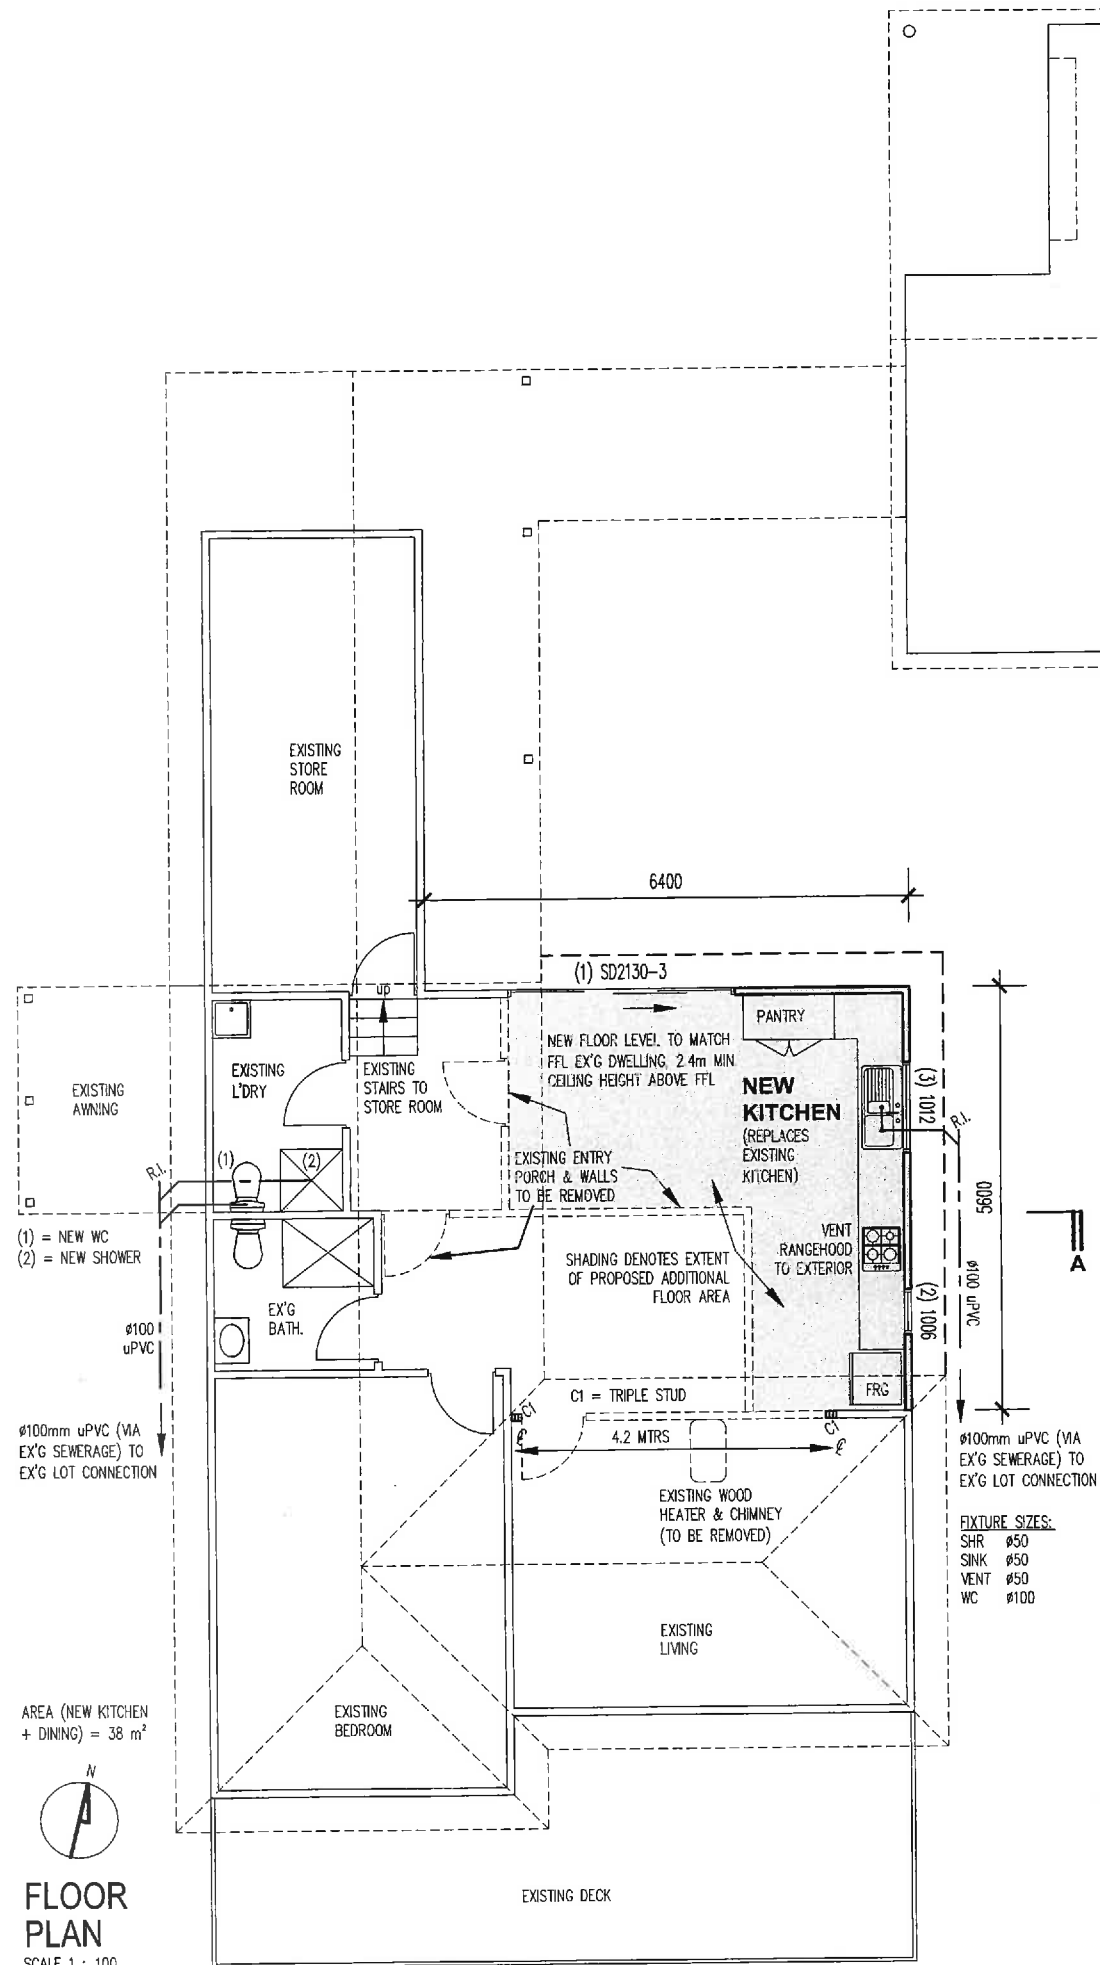 EXISTING
STORE
ROOM
6400
(1) SD2130-3
UP
PANTRY
NEW FLOOR LEVEL TO MATCH
FFL EX'G DWELLING, 2.4m MIN
CEILING HEIGHT ABOVE FFL
EXISTING
L'DRY
EXISTING
STAIRS TO
STORE ROOM
EXISTING
AWNING
NEW
KITCHEN
(REPLACES
EXISTING
KITCHEN)
(3) 1012
R.I.
EXISTING ENTRY
PORCH & WALLS
TO BE REMOVED
R.I.
(1)
(2)
5600
(1) = NEW WC
(2) = NEW SHOWER
VENT
RANGEHOOD
TO EXTERIOR
SHADING DENOTES EXTENT
OF PROPOSED ADDITIONAL
FLOOR AREA
A
ø100 uPVC
(2) 1006
EX'G
BATH.
ø100
uPVC
FRG
C1 = TRIPLE STUD
C1
C1
℄
4.2 MTRS
℄
ø100mm uPVC (VIA
EX'G SEWERAGE) TO
EX'G LOT CONNECTION
ø100mm uPVC (VIA
EX'G SEWERAGE) TO
EX'G LOT CONNECTION
EXISTING WOOD
HEATER & CHIMNEY
(TO BE REMOVED)
FIXTURE SIZES:
SHR ø50
SINK ø50
VENT ø50
WC ø100
EXISTING
LIVING
EXISTING
BEDROOM
AREA (NEW KITCHEN
+ DINING) = 38 m²
N
FLOOR
PLAN
SCALE 1 : 100
EXISTING DECK